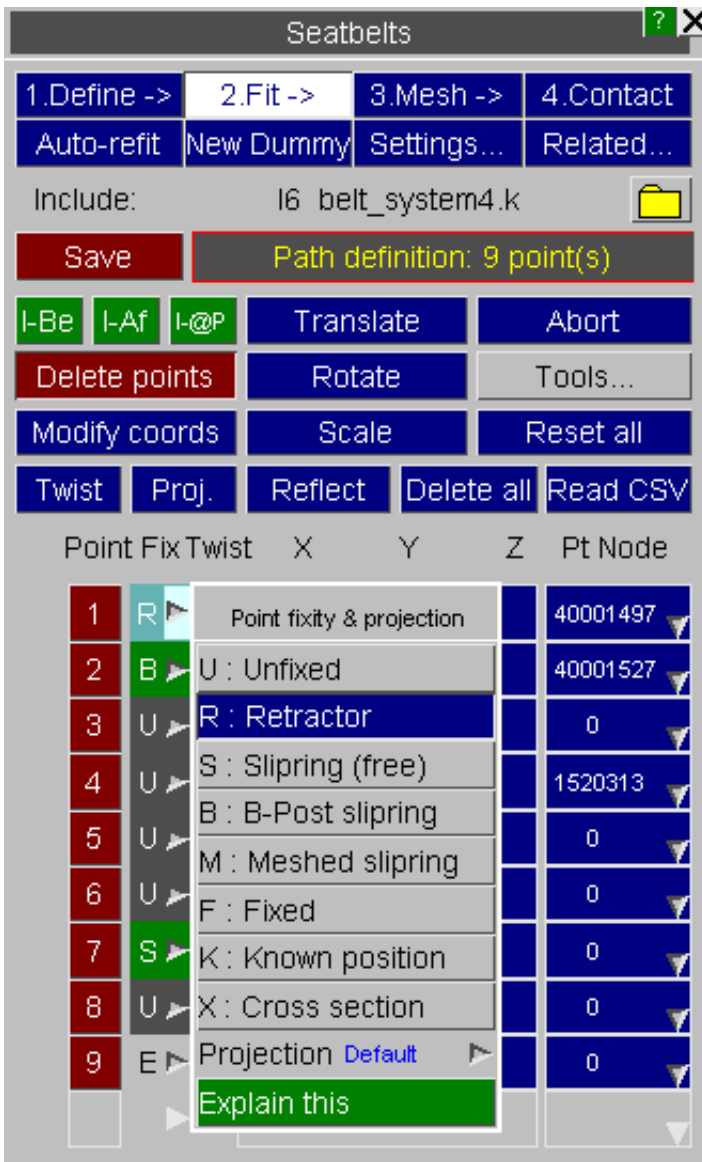 Seatbelts ? X
1.Define -> 2.Fit -> 3.Mesh -> 4.Contact
Auto-refit New Dummy Settings... Related...
Include: I6 belt_system4.k
Save Path definition: 9 point(s)
I-Be I-Af I-@P Translate Abort
Delete points Rotate Tools...
Modify coords Scale Reset all
Twist Proj. Reflect Delete all Read CSV
Point Fix Twist X Y Z Pt Node
1 R 40001497
2 B 40001527
3 U 0
4 U 1520313
5 U 0
6 U 0
7 S 0
8 U 0
9 E 0
Point fixity & projection
U : Unfixed
R : Retractor
S : Slipring (free)
B : B-Post slipring
M : Meshed slipring
F : Fixed
K : Known position
X : Cross section
Projection Default
Explain this